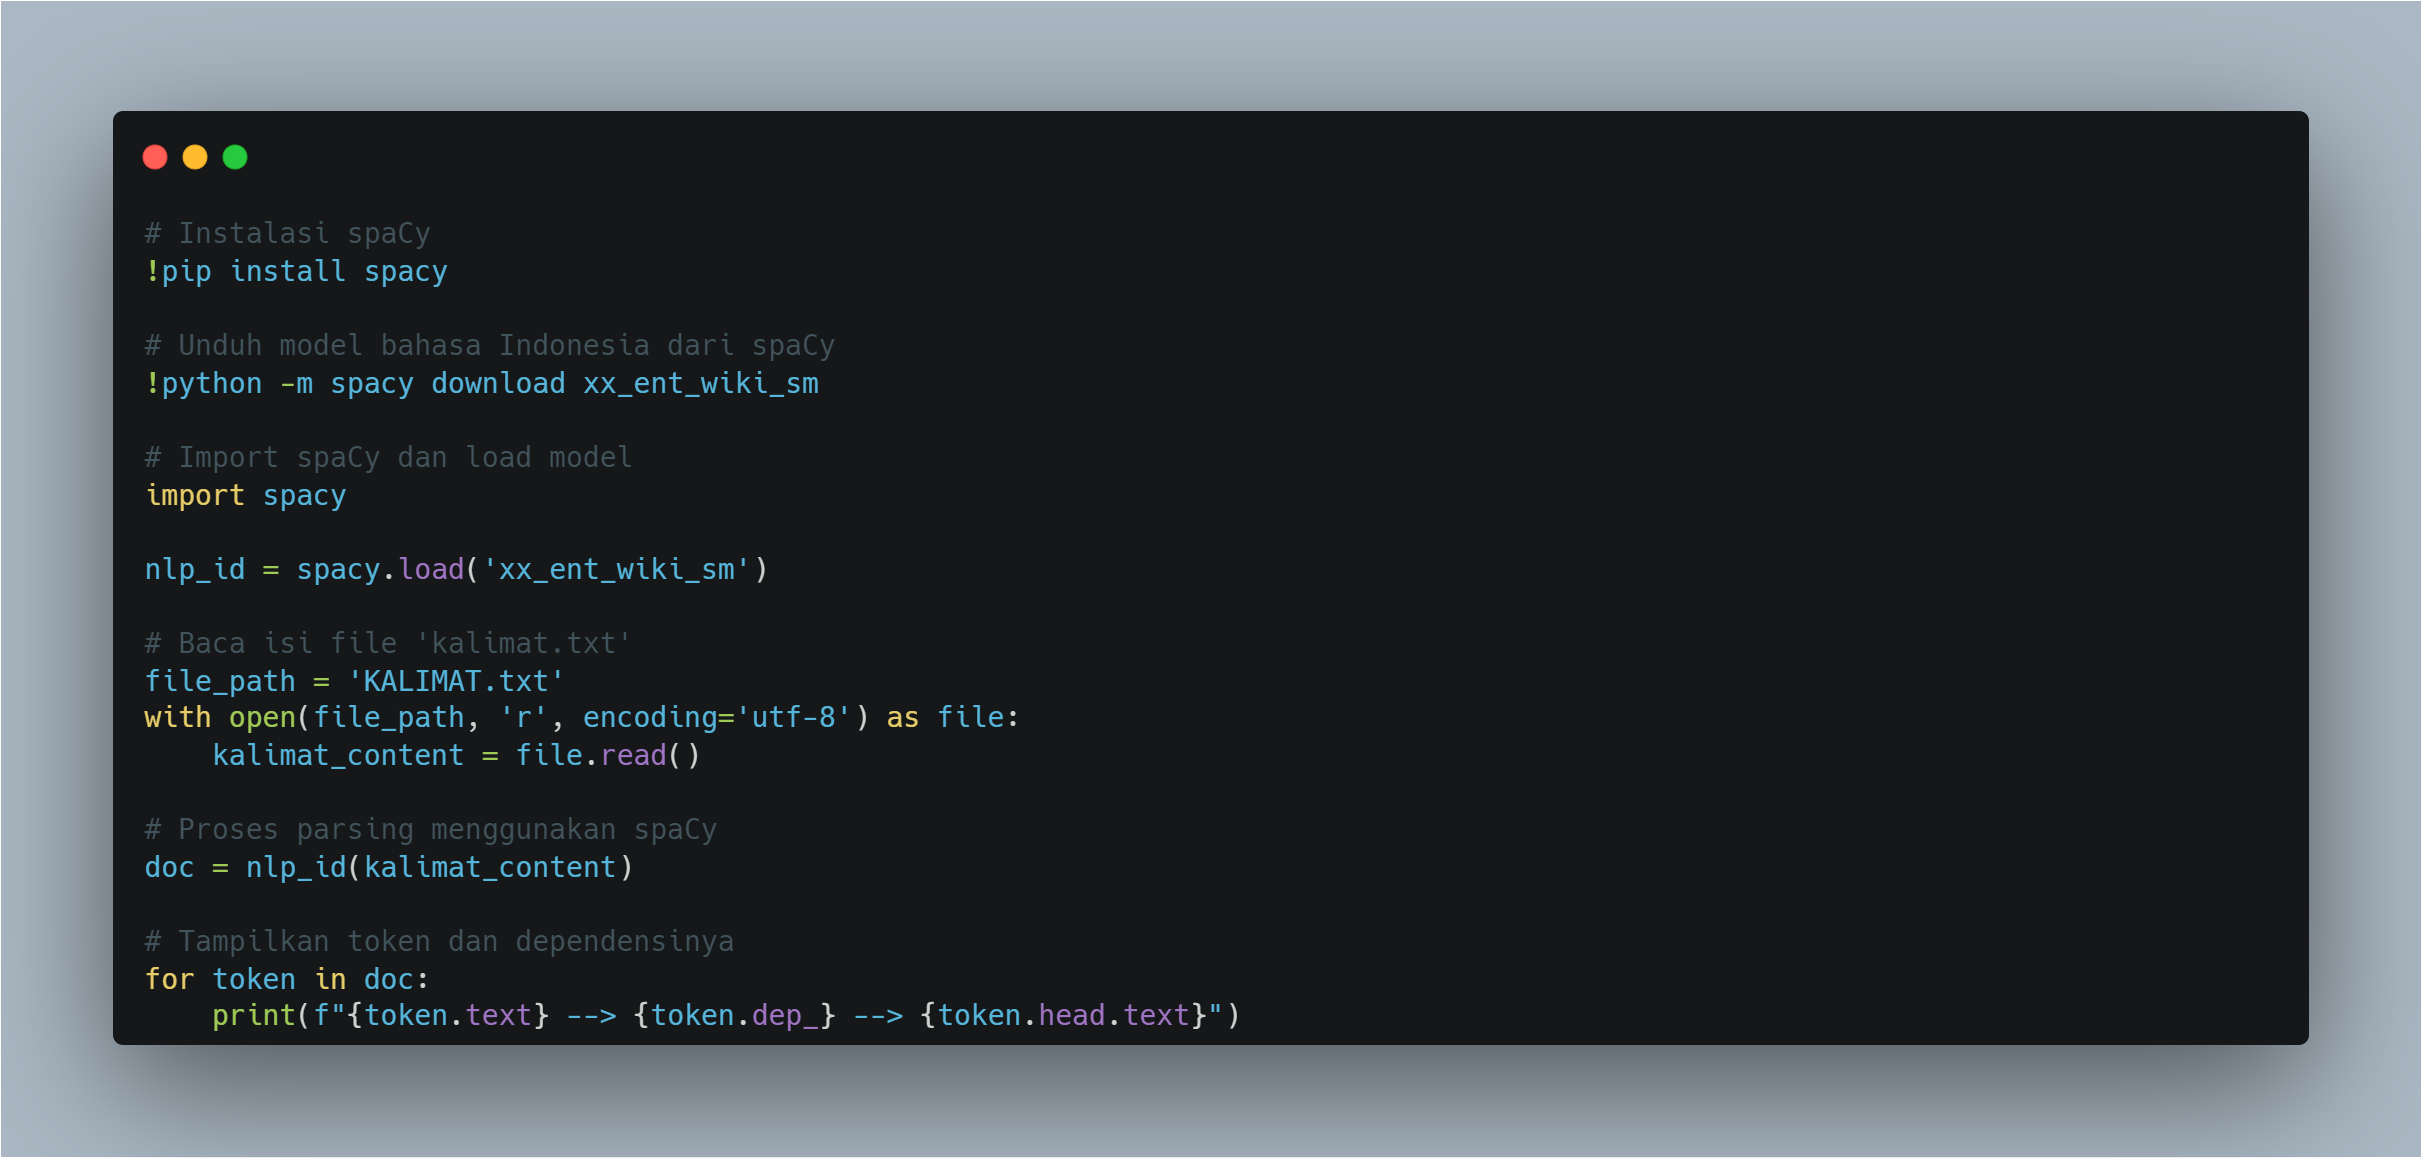 # Instalasi spaCy
!pip install spacy

# Unduh model bahasa Indonesia dari spaCy
!python -m spacy download xx_ent_wiki_sm

# Import spaCy dan load model
import spacy

nlp_id = spacy.load('xx_ent_wiki_sm')

# Baca isi file 'kalimat.txt'
file_path = 'KALIMAT.txt'
with open(file_path, 'r', encoding='utf-8') as file:
    kalimat_content = file.read()

# Proses parsing menggunakan spaCy
doc = nlp_id(kalimat_content)

# Tampilkan token dan dependensinya
for token in doc:
    print(f"{token.text} --> {token.dep_} --> {token.head.text}")